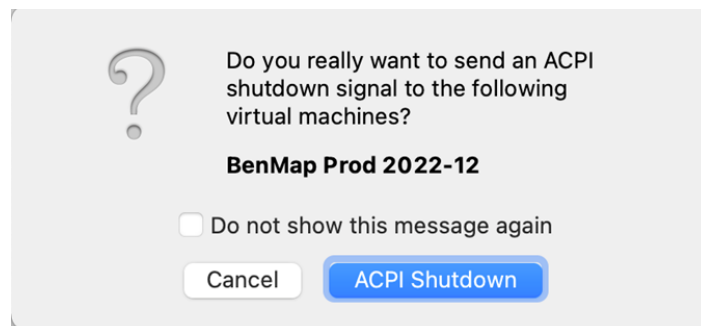 Do you really want to send an ACPI
shutdown signal to the following
virtual machines?
BenMap Prod 2022-12
Do not show this message again
Cancel
ACPI Shutdown